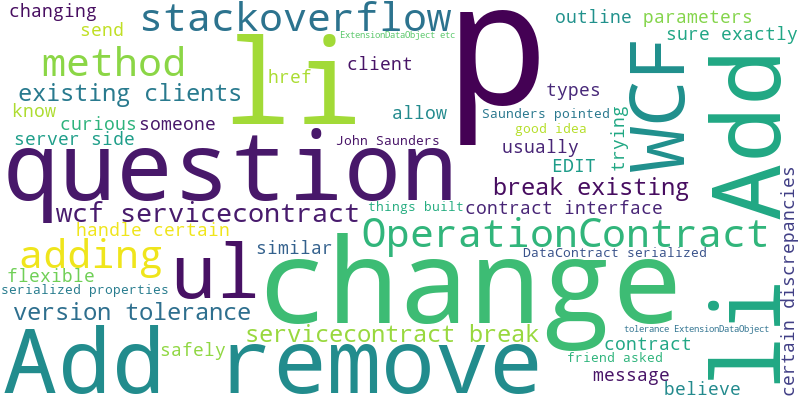 changing
stackoverflow
p
outline parameters
send
ExtensionDataObject etc
sure exactly
li
method
client
WCF
Add
href
existing clients
types
know
allow
Saunders pointed
curious someone
good idea
trying
server side
John Saunders
usually
question
EDIT
break existing
certain discrepancies
wcf servicecontract
things built
contract interface
handle certain
OperationContract
adding
ul
similar
DataContract serialized
change
flexible
li
serialized properties
version tolerance
servicecontract break
tolerance ExtensionDataObject
Add remove
safely
contract
friend asked
message
believe